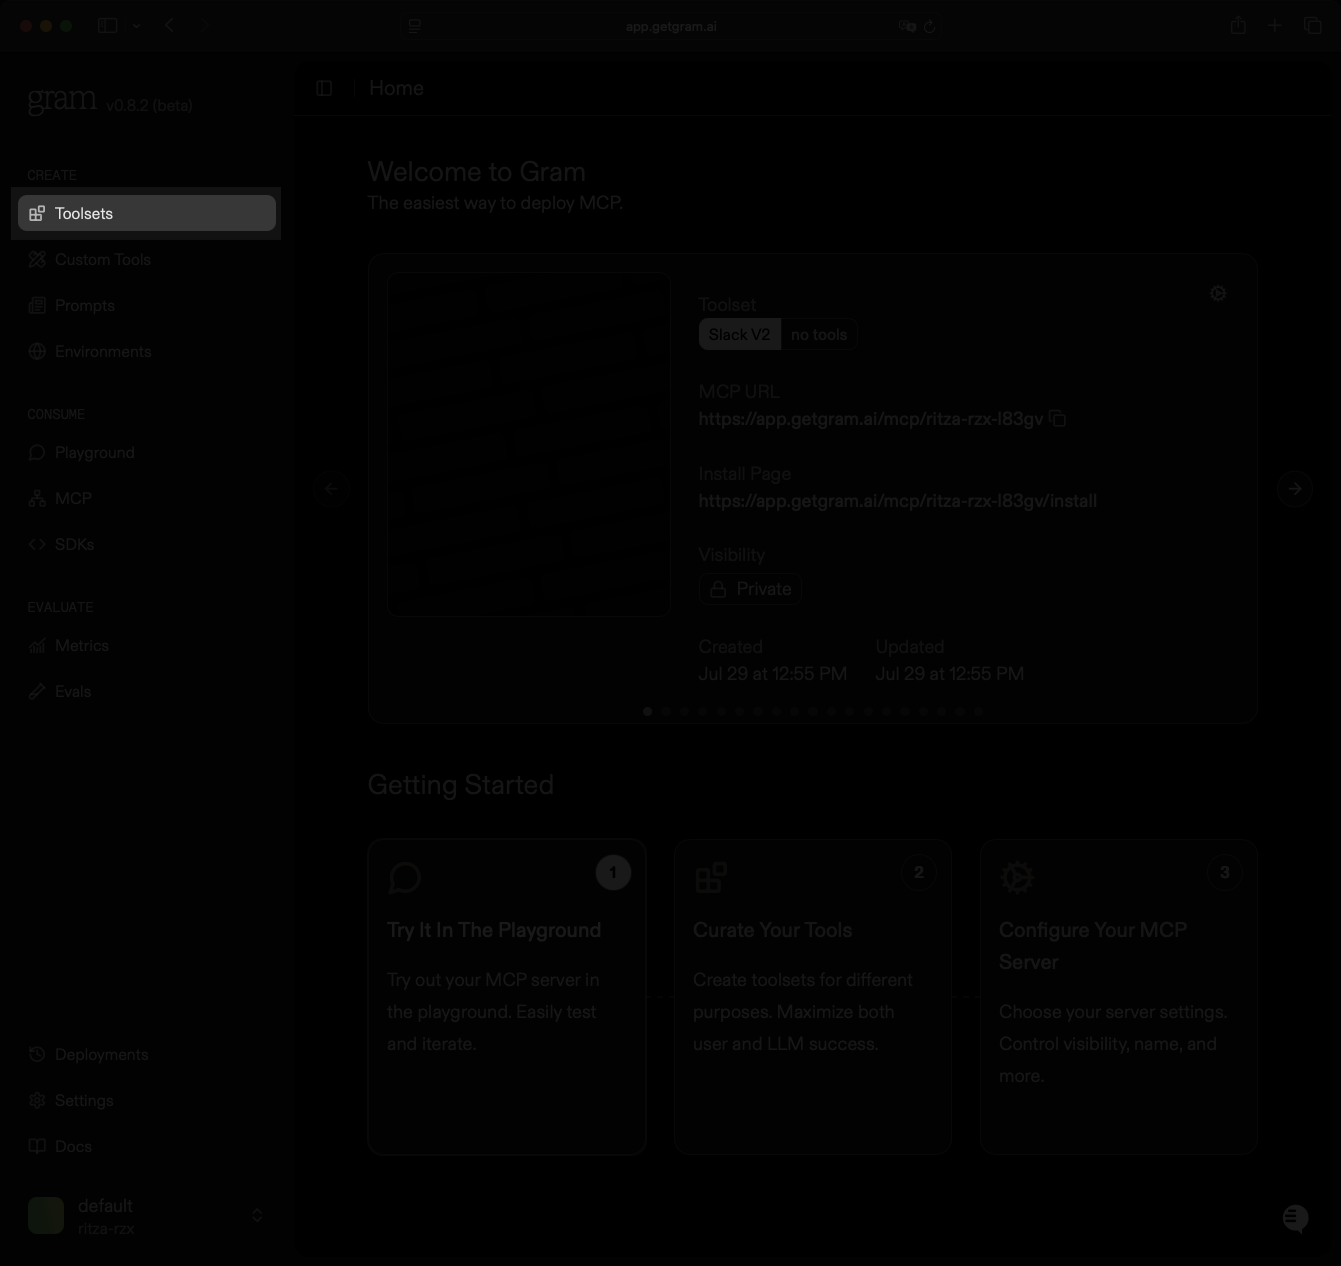 app.getgram.ai
gram v0.8.2 (beta)
Home
CREATE
Toolsets
Custom Tools
Prompts
Environments
CONSUME
Playground
MCP
SDKs
EVALUATE
Metrics
Evals
Deployments
Settings
Docs
default
ritza-rzx
Welcome to Gram
The easiest way to deploy MCP.
Toolset
Slack V2 no tools
MCP URL
https://app.getgram.ai/mcp/ritza-rzx-l83gv
Install Page
https://app.getgram.ai/mcp/ritza-rzx-l83gv/install
Visibility
Private
Created Updated
Jul 29 at 12:55 PM Jul 29 at 12:55 PM
Getting Started
1
Try It In The Playground
Try out your MCP server in
the playground. Easily test
and iterate.
2
Curate Your Tools
Create toolsets for different
purposes. Maximize both
user and LLM success.
3
Configure Your MCP
Server
Choose your server settings.
Control visibility, name, and
more.